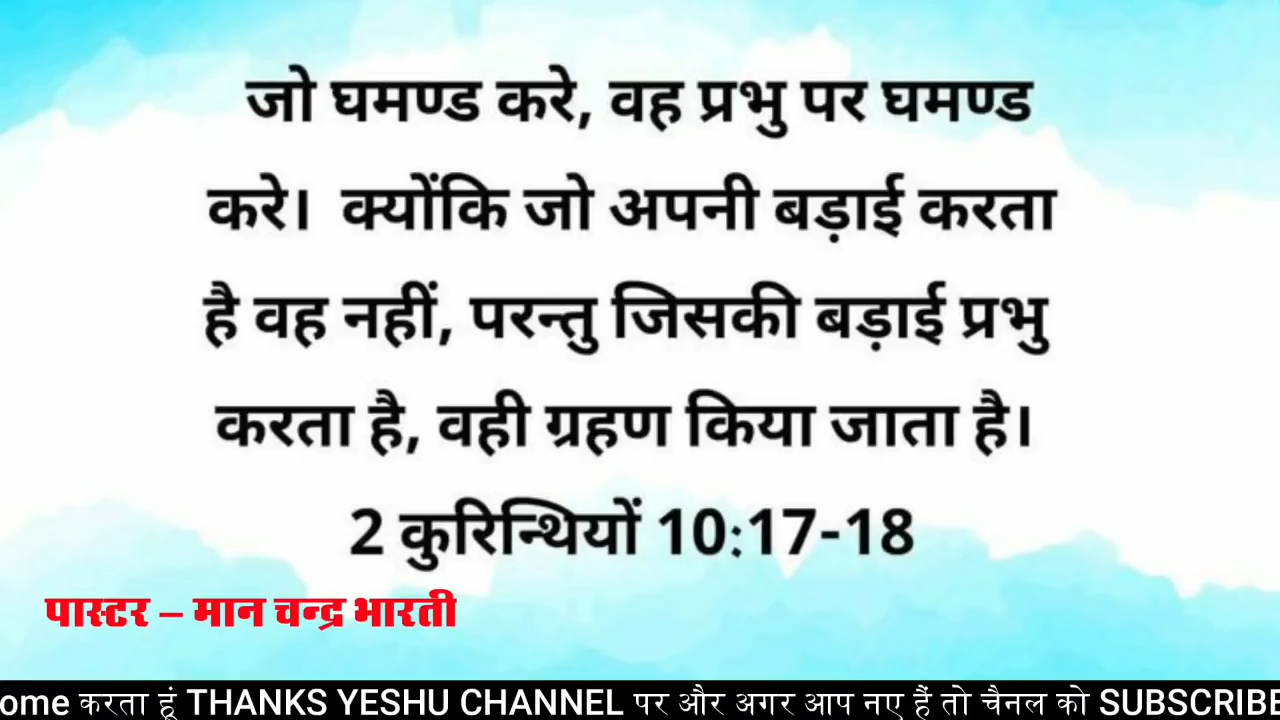 जो घमण्ड करे, वह प्रभु पर घमण्ड
करे। क्योंकि जो अपनी बड़ाई करता
है वह नहीं, परन्तु जिसकी बड़ाई प्रभु
करता है, वही ग्रहण किया जाता है।
2 कुरिन्थियों 10:17-18
पास्टर – मान चन्द्र भारती
ome करता हूं THANKS YESHU CHANNEL पर और अगर आप नए हैं तो चैनल को SUBSCRIBE